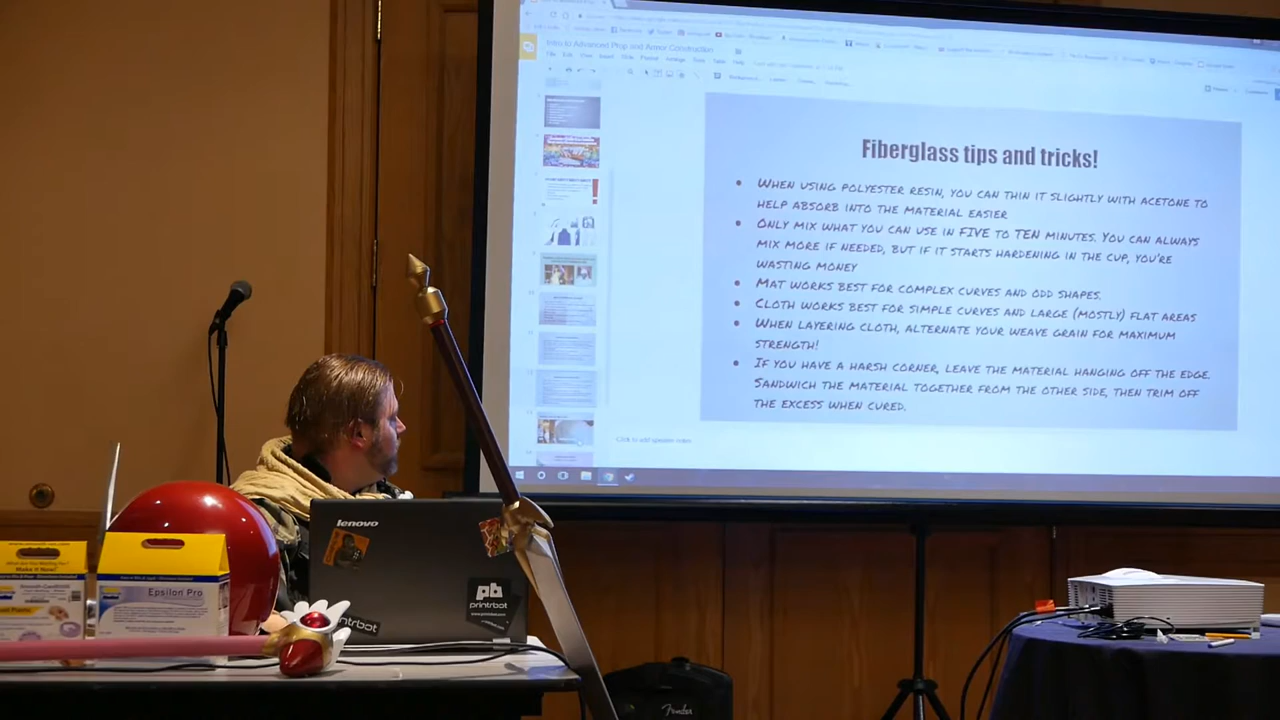 Intro to Advanced Prop and Armor Construction
Fiberglass tips and tricks!
When using polyester resin, you can thin it slightly with acetone to
help absorb into the material easier
Only mix what you can use in FIVE to TEN minutes. You can always
mix more if needed, but if it starts hardening in the cup, you're
wasting money
Mat works best for complex curves and odd shapes.
Cloth works best for simple curves and large (mostly) flat areas
When layering cloth, alternate your weave grain for maximum
strength!
If you have a harsh corner, leave the material hanging off the edge.
Sandwich the material together from the other side, then trim off
the excess when cured.
Click to add speaker notes
lenovo
pb
printrbot
printrbot
Make It Now!
Epsilon Pro
Fender